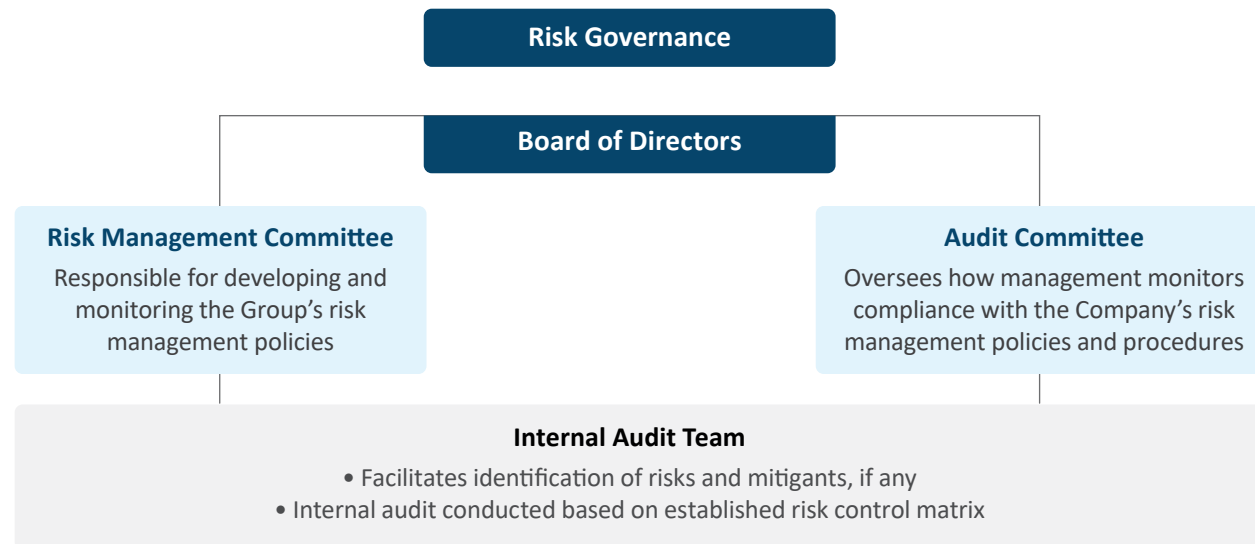 Risk Governance
Board of Directors
Risk Management Committee
Responsible for developing and
monitoring the Group’s risk
management policies
Audit Committee
Oversees how management monitors
compliance with the Company’s risk
management policies and procedures
Internal Audit Team
• Facilitates identification of risks and mitigants, if any
• Internal audit conducted based on established risk control matrix